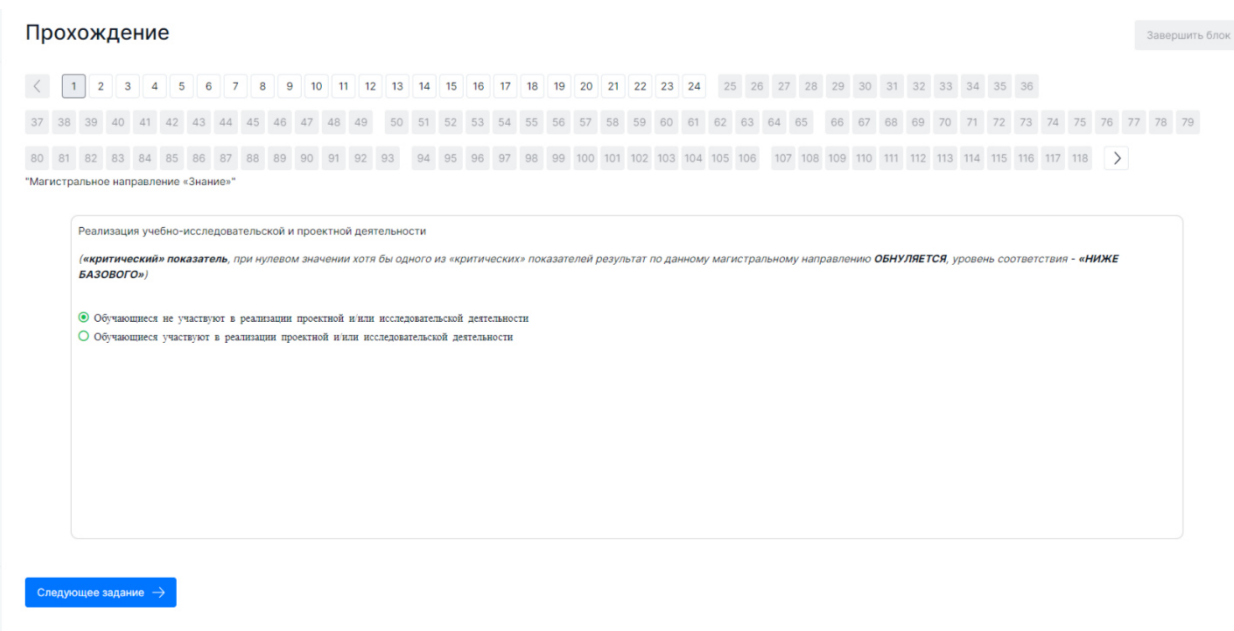 Прохождение
Завершить блок
1 2 3 4 5 6 7 8 9 10 11 12 13 14 15 16 17 18 19 20 21 22 23 24 25 26 27 28 29 30 31 32 33 34 35 36
37 38 39 40 41 42 43 44 45 46 47 48 49 50 51 52 53 54 55 56 57 58 59 60 61 62 63 64 65 66 67 68 69 70 71 72 73 74 75 76 77 78 79
80 81 82 83 84 85 86 87 88 89 90 91 92 93 94 95 96 97 98 99 100 101 102 103 104 105 106 107 108 109 110 111 112 113 114 115 116 117 118
"Магистральное направление «Знание»"
Реализация учебно-исследовательской и проектной деятельности
(«критический» показатель, при нулевом значении хотя бы одного из «критических» показателей результат по данному магистральному направлению ОБНУЛЯЕТСЯ, уровень соответствия - «НИЖЕ
БАЗОВОГО»)
Обучающиеся не участвуют в реализации проектной и/или исследовательской деятельности
Обучающиеся участвуют в реализации проектной и/или исследовательской деятельности
Следующее задание →